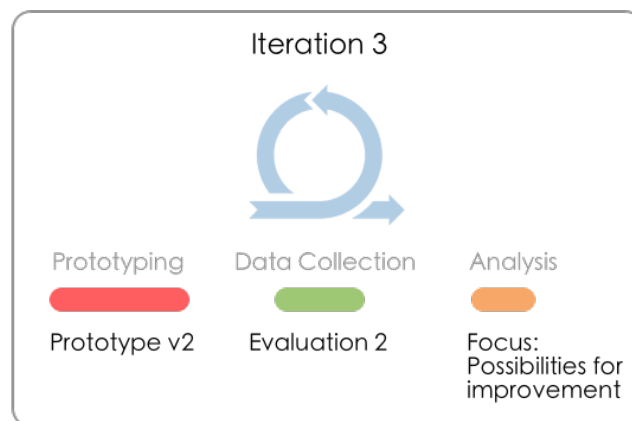 Iteration 3
Prototyping
Data Collection
Analysis
Prototype v2
Evaluation 2
Focus:
Possibilities for
improvement